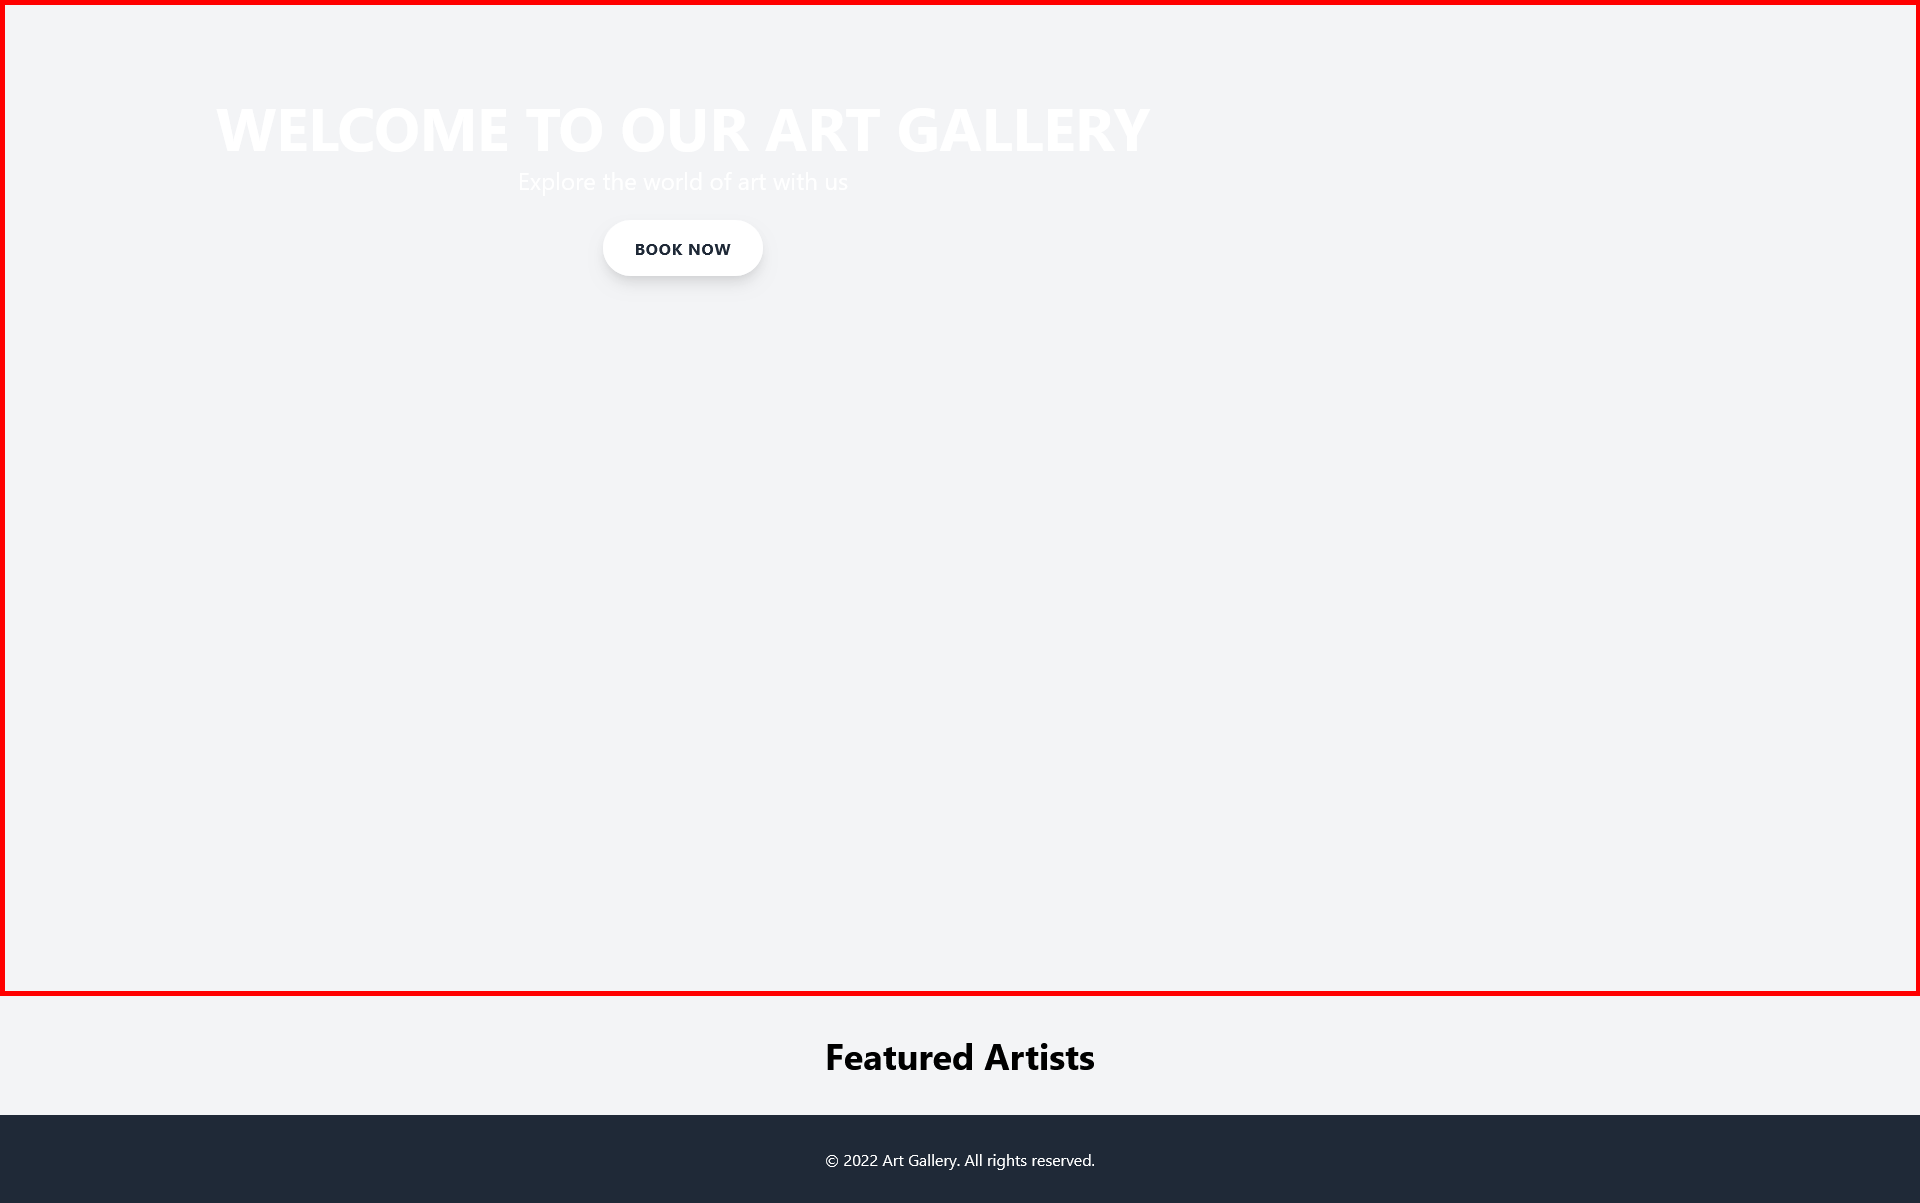 WELCOME TO OUR ART GALLERY
Explore the world of art with us
BOOK NOW
Featured Artists
© 2022 Art Gallery. All rights reserved.